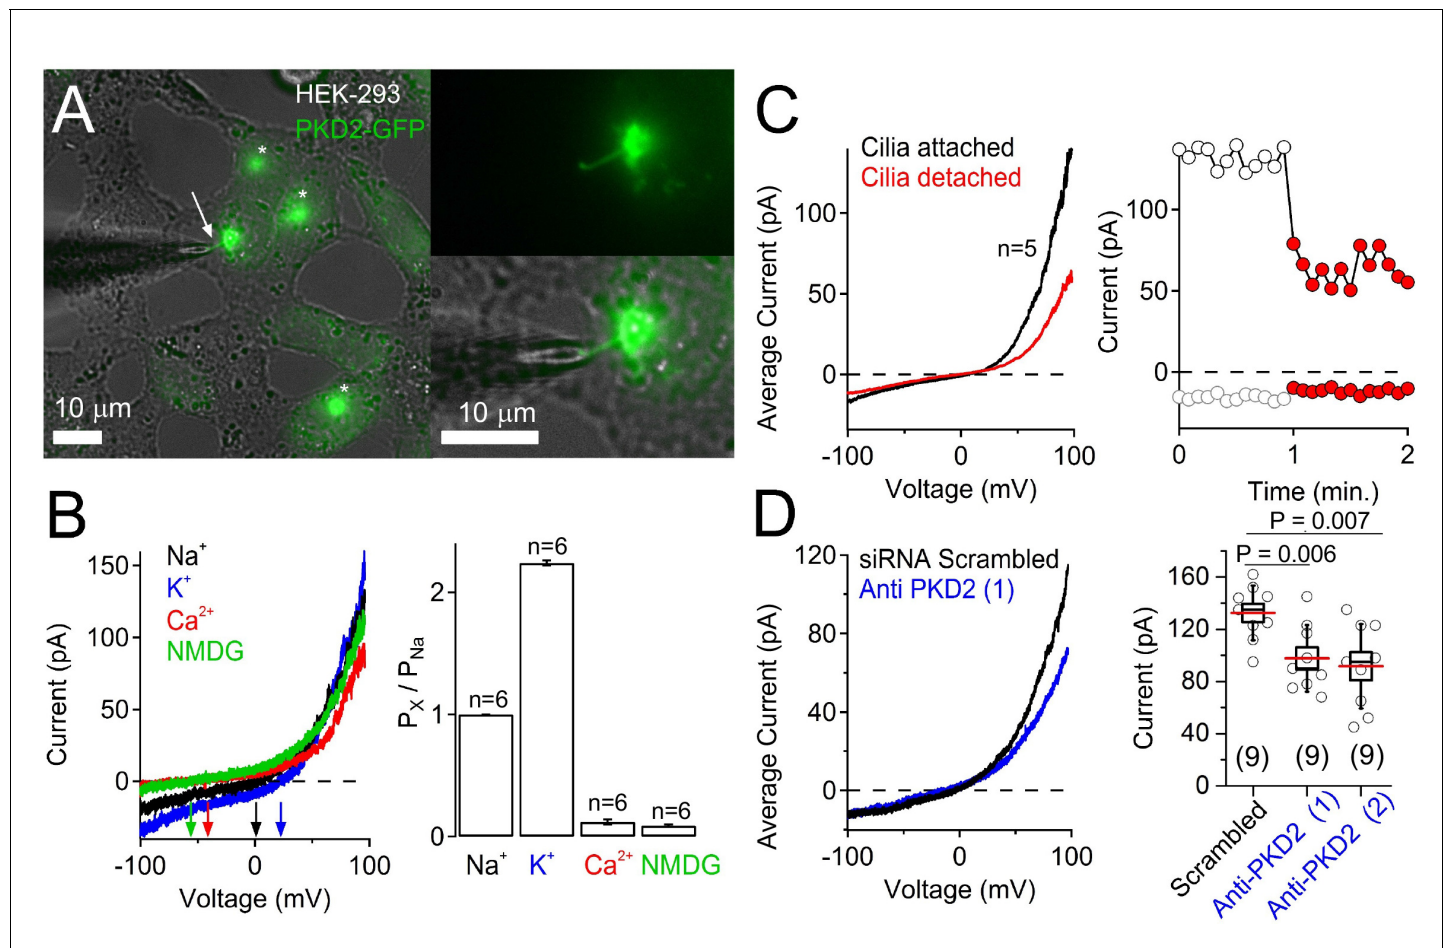 A
HEK-293
PKD2-GFP
*
*
*
10 μm
10 μm
B
Na⁺
K⁺
Ca²⁺
NMDG
150
100
50
0
Current (pA)
-100
0
100
Voltage (mV)
2
1
0
Pₓ / P_Na
n=6
n=6
n=6
n=6
Na⁺
K⁺
Ca²⁺
NMDG
C
Cilia attached
Cilia detached
n=5
100
50
0
Average Current (pA)
-100
0
100
Voltage (mV)
100
50
0
Current (pA)
0
1
2
Time (min.)
D
siRNA Scrambled
Anti PKD2 (1)
120
80
40
0
Average Current (pA)
-100
0
100
Voltage (mV)
P = 0.007
P = 0.006
160
120
80
40
0
Current (pA)
(9)
(9)
(9)
Scrambled
Anti-PKD2 (1)
Anti-PKD2 (2)